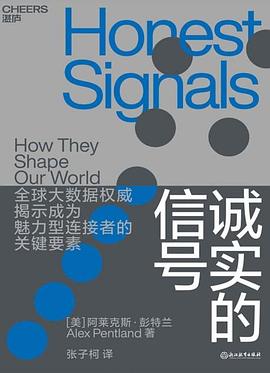 CHEERS
湛庐
Honest
Signals
How They
Shape
Our World
全球大数据权威
揭示成为
魅力型连接者的
关键要素
诚实的
信号
[美]阿莱克斯·彭特兰
Alex Pentland 著
张子柯 译
浙江教育出版社